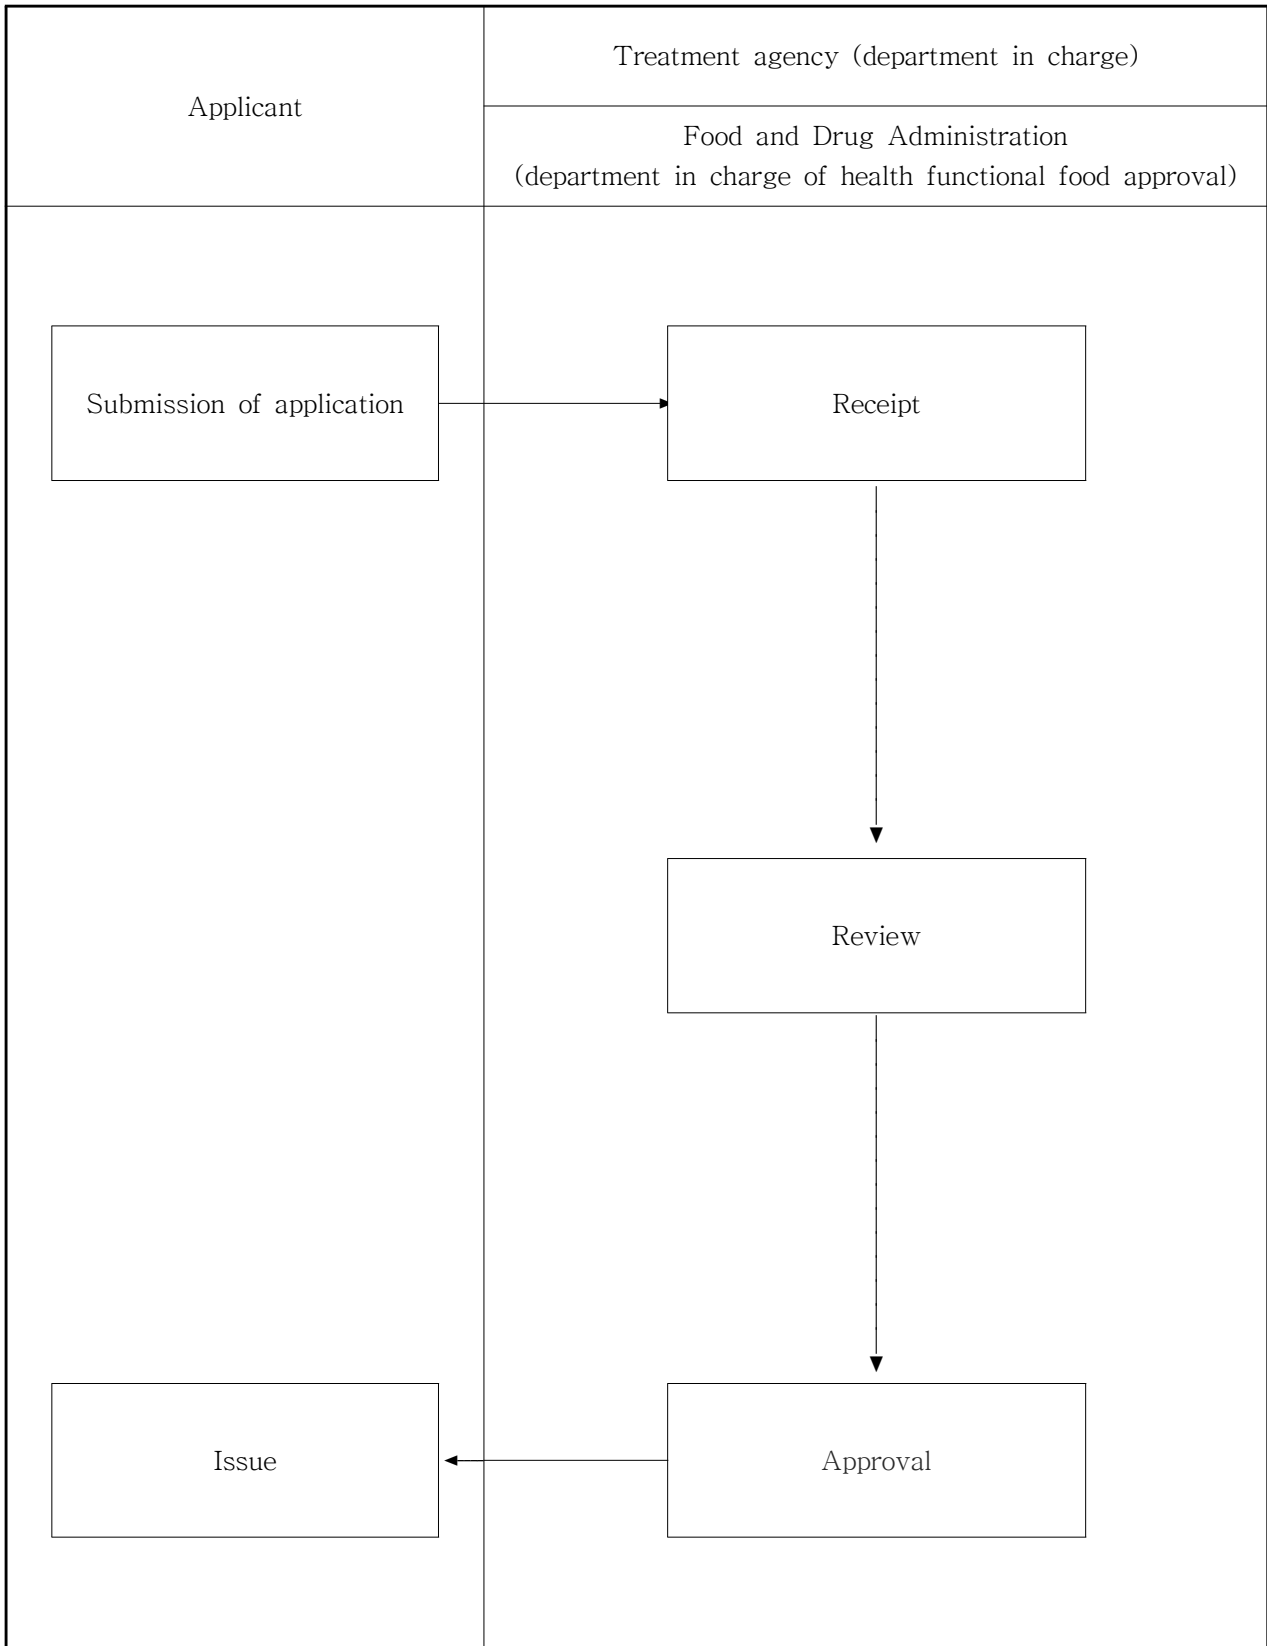 Applicant
Treatment agency (department in charge)
Food and Drug Administration
(department in charge of health functional food approval)
Submission of application
Receipt
Review
Issue
Approval